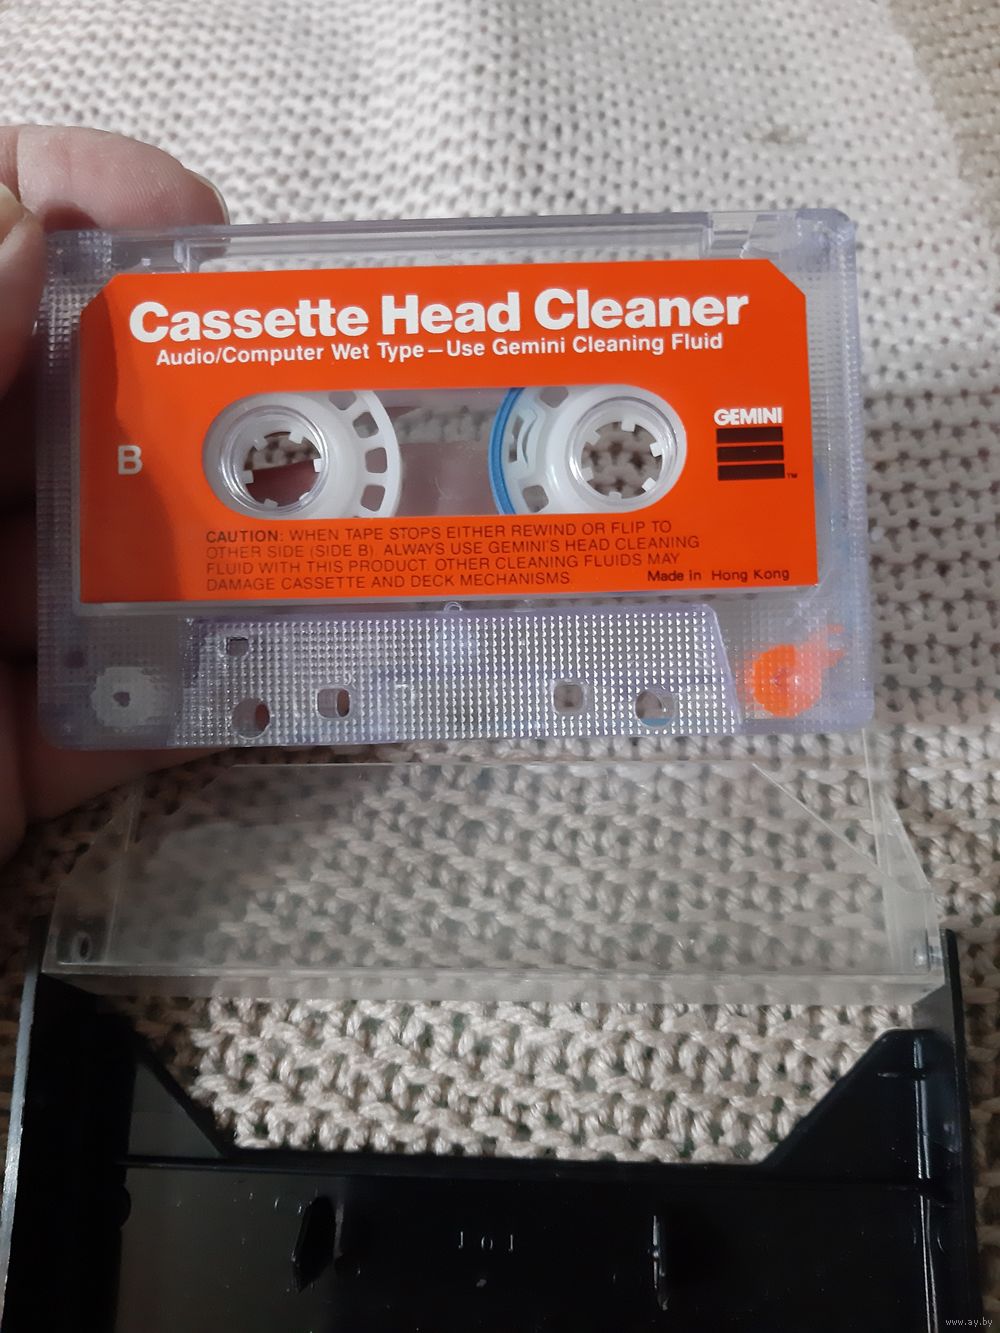 Cassette Head Cleaner
Audio/Computer Wet Type—Use Gemini Cleaning Fluid
GEMINI
TM
B
CAUTION: WHEN TAPE STOPS EITHER REWIND OR FLIP TO
OTHER SIDE (SIDE B). ALWAYS USE GEMINI'S HEAD CLEANING
FLUID WITH THIS PRODUCT. OTHER CLEANING FLUIDS MAY
DAMAGE CASSETTE AND DECK MECHANISMS.
Made in Hong Kong
www.ay.by